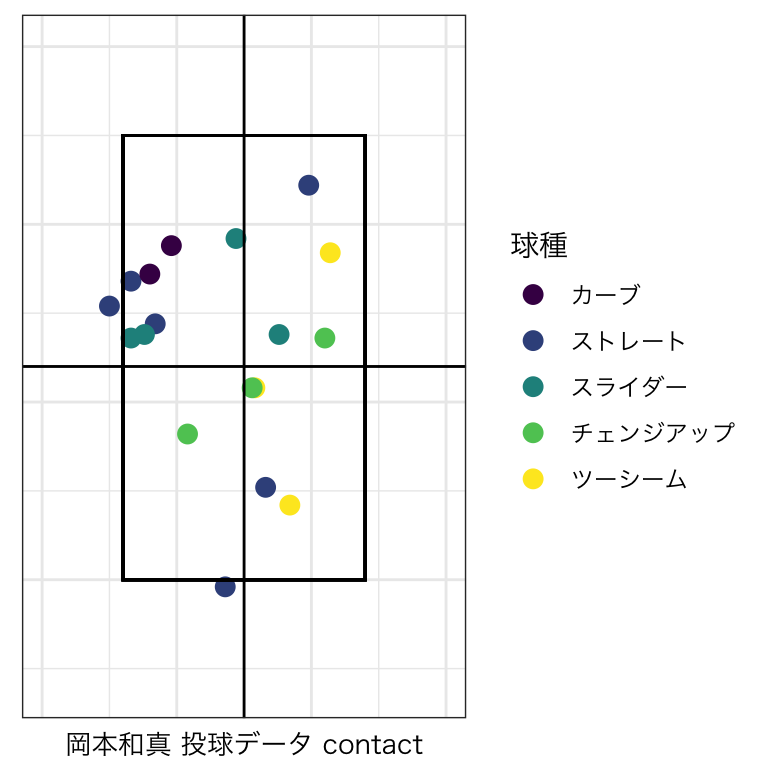 球種
カーブ
ストレート
スライダー
チェンジアップ
ツーシーム
岡本和真 投球データ contact